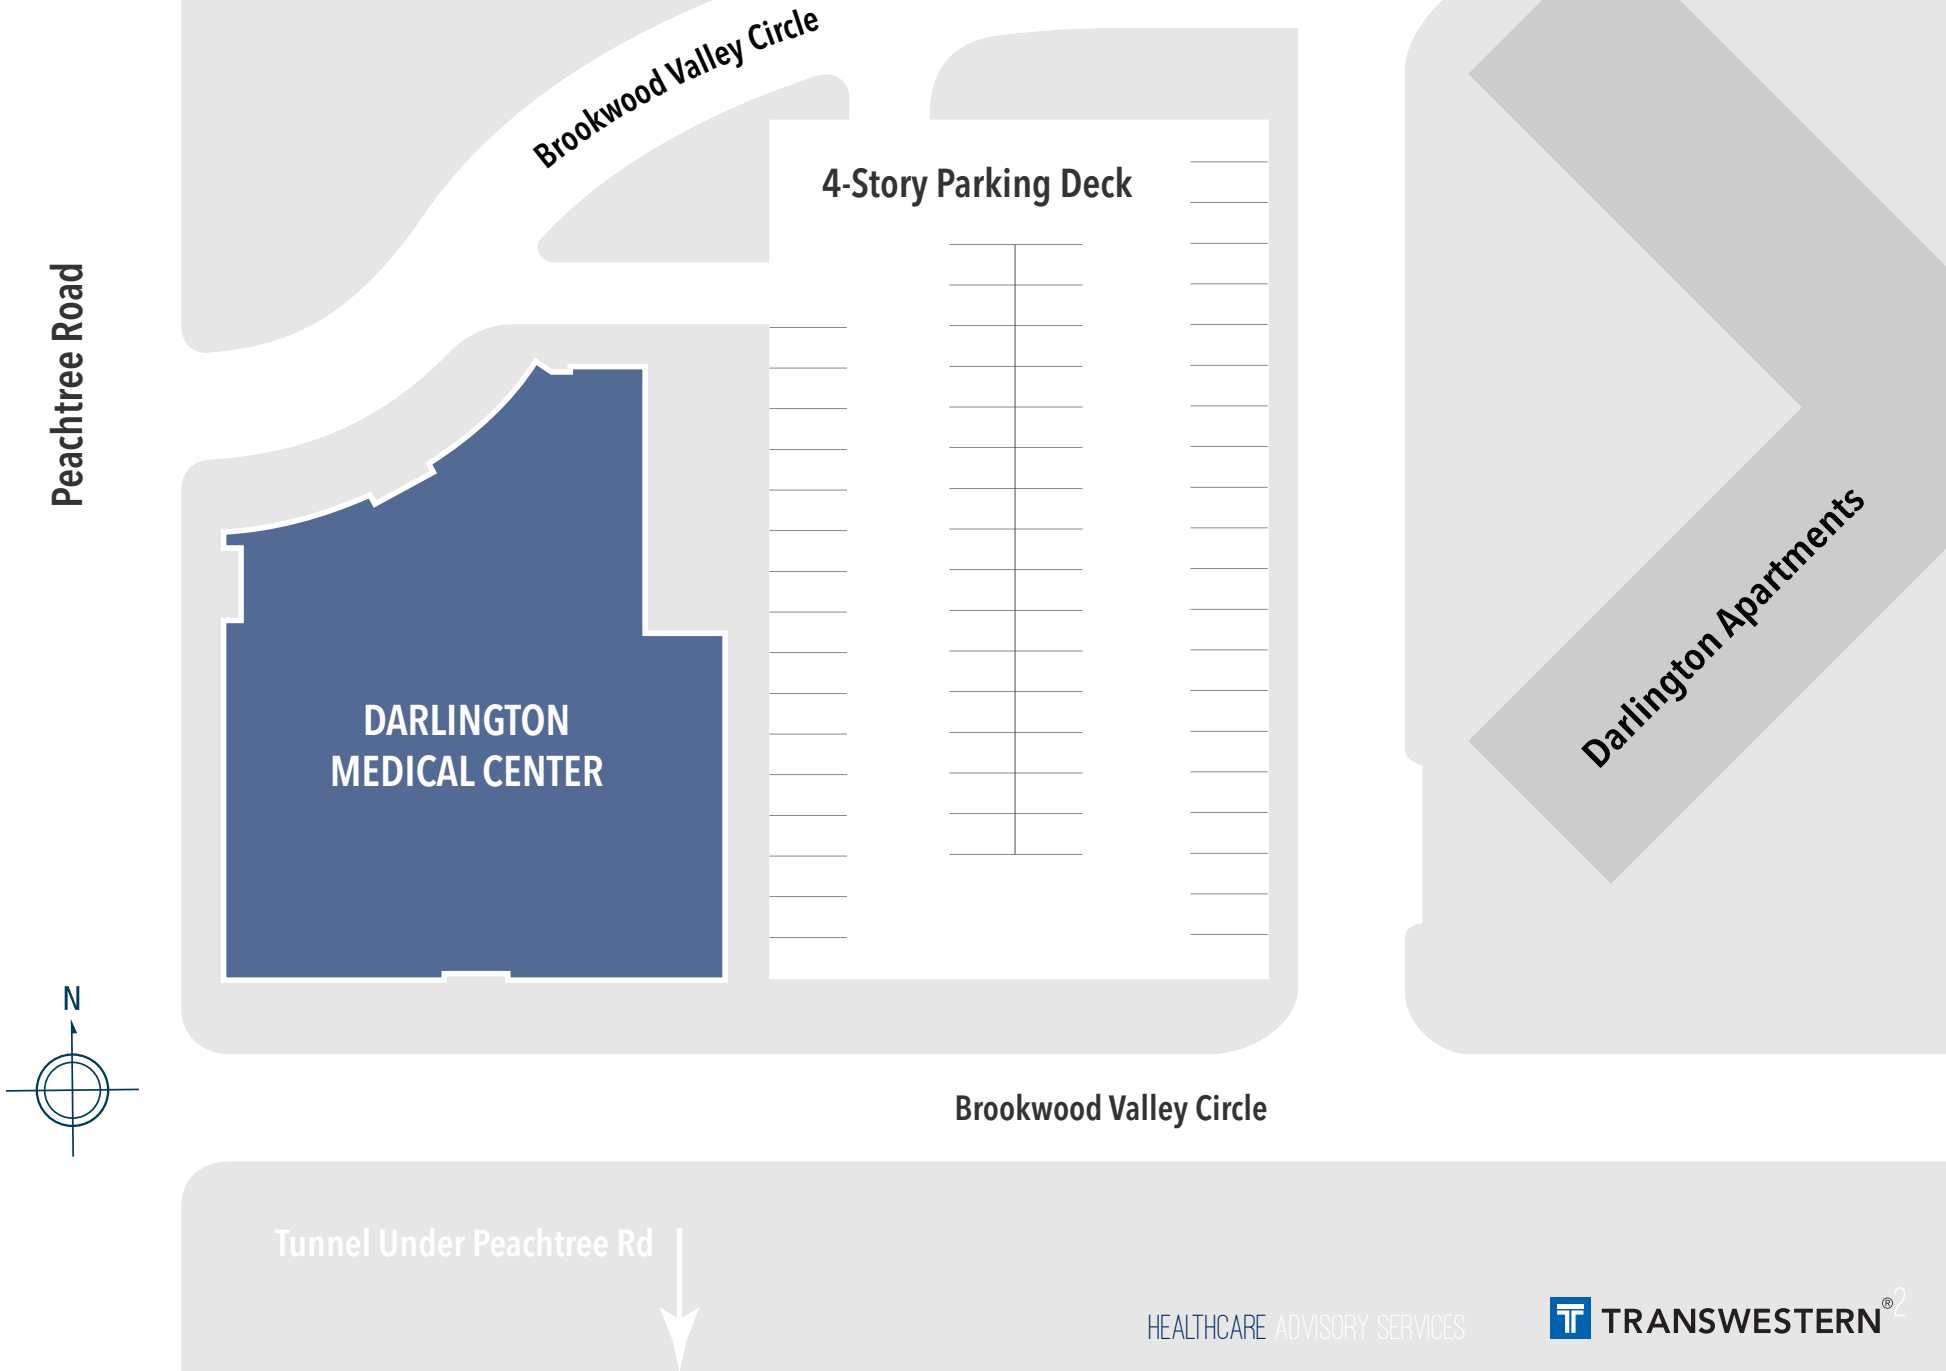 Brookwood Valley Circle
4-Story Parking Deck
Peachtree Road
Darlington Apartments
DARLINGTON
MEDICAL CENTER
N
Brookwood Valley Circle
Tunnel Under Peachtree Rd
HEALTHCARE ADVISORY SERVICES
TRANSWESTERN®
2